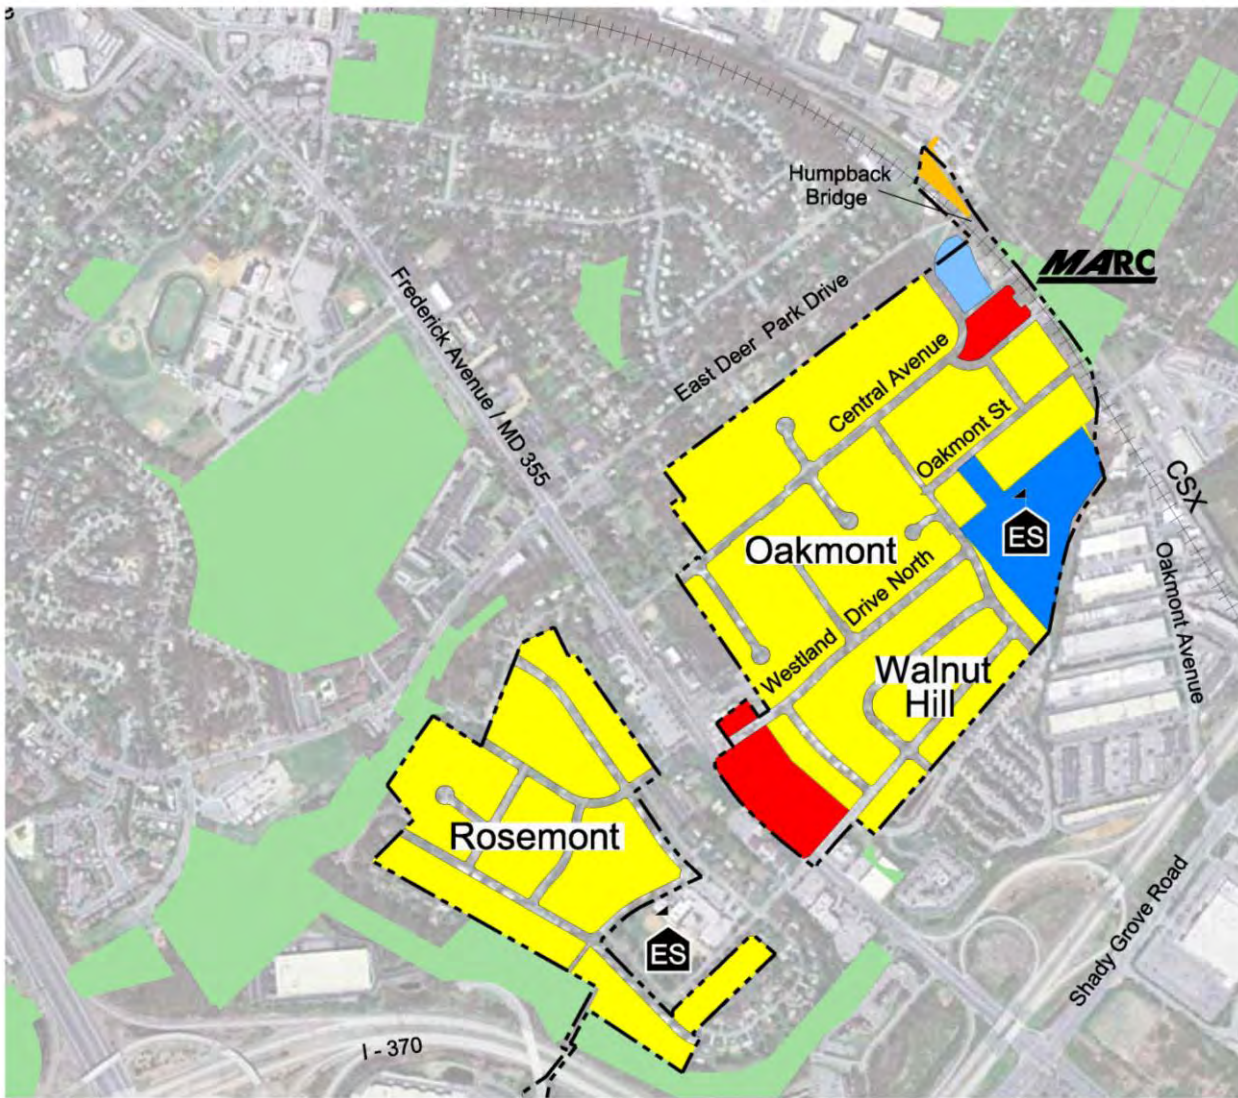 Humpback
Bridge
MARC
Frederick Avenue / MD 355
East Deer Park Drive
Central Avenue
Oakmont St
CSX
ES
Oakmont
Oakmont Avenue
Westland Drive North
Walnut
Hill
Rosemont
ES
Shady Grove Road
I - 370